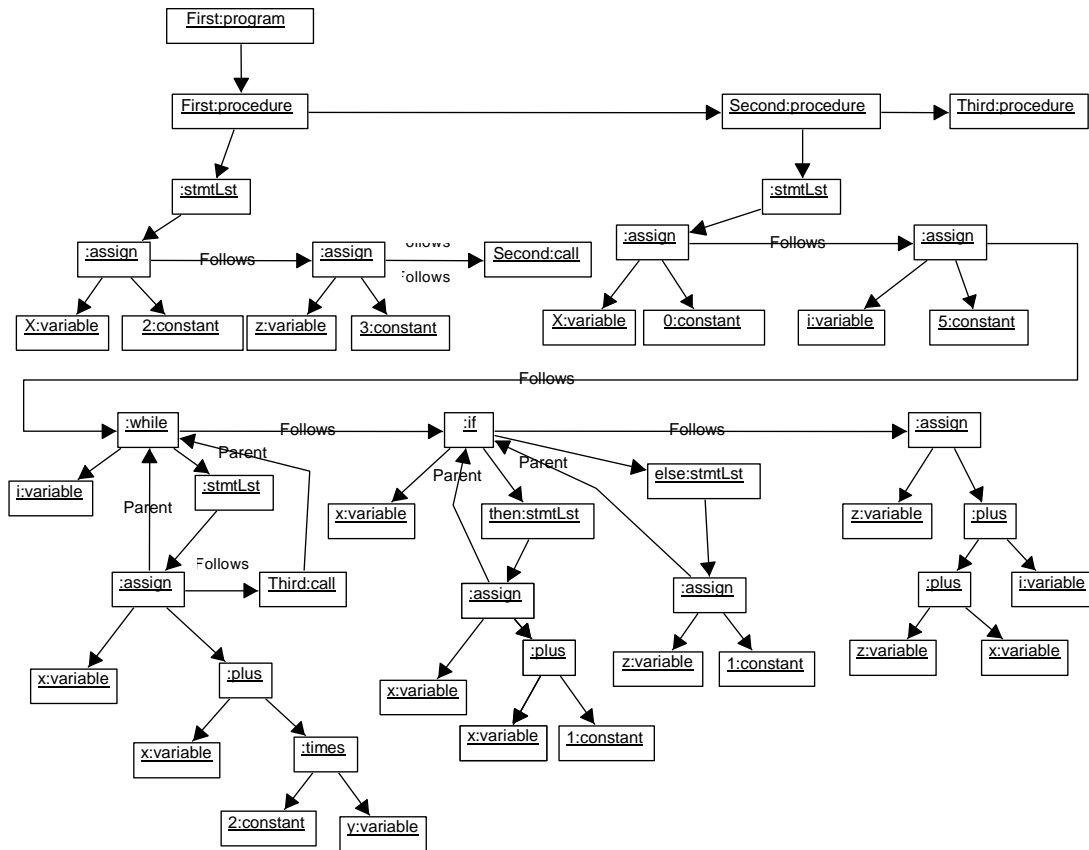 First:program
First:procedure
Second:procedure
Third:procedure
:stmtLst
:stmtLst
:assign
Follows
:assign
Follows
Follows
Second:call
:assign
Follows
:assign
X:variable
2:constant
z:variable
3:constant
X:variable
0:constant
i:variable
5:constant
Follows
:while
Follows
:if
Follows
:assign
Parent
Parent
Parent
Parent
i:variable
:stmtLst
x:variable
then:stmtLst
else:stmtLst
z:variable
:plus
Follows
:assign
Third:call
:assign
:assign
:plus
i:variable
x:variable
:plus
x:variable
:plus
z:variable
1:constant
z:variable
x:variable
x:variable
:times
x:variable
1:constant
2:constant
y:variable